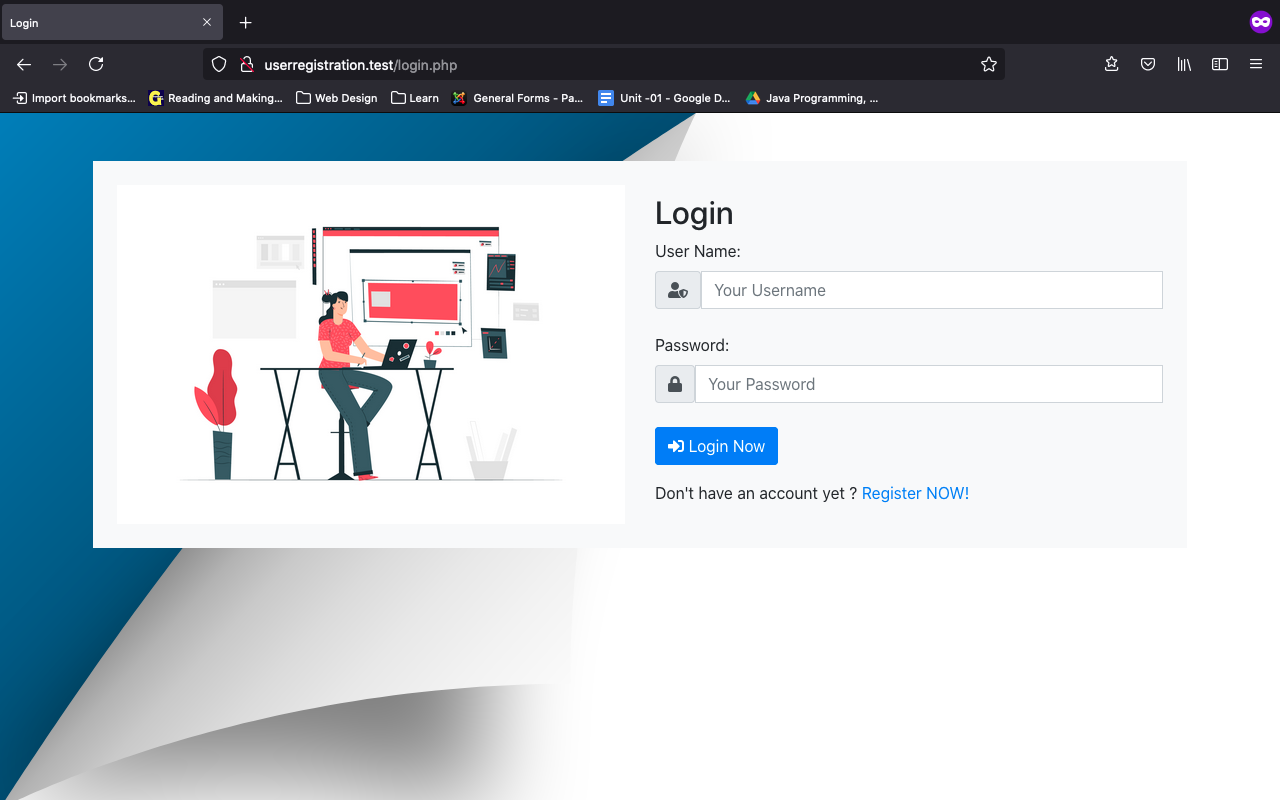 Login
userregistration.test/login.php
Import bookmarks... Reading and Making... Web Design Learn General Forms - Pa... Unit -01 - Google D... Java Programming, ...
Login
User Name:
Your Username
Password:
Your Password
Login Now
Don't have an account yet ? Register NOW!